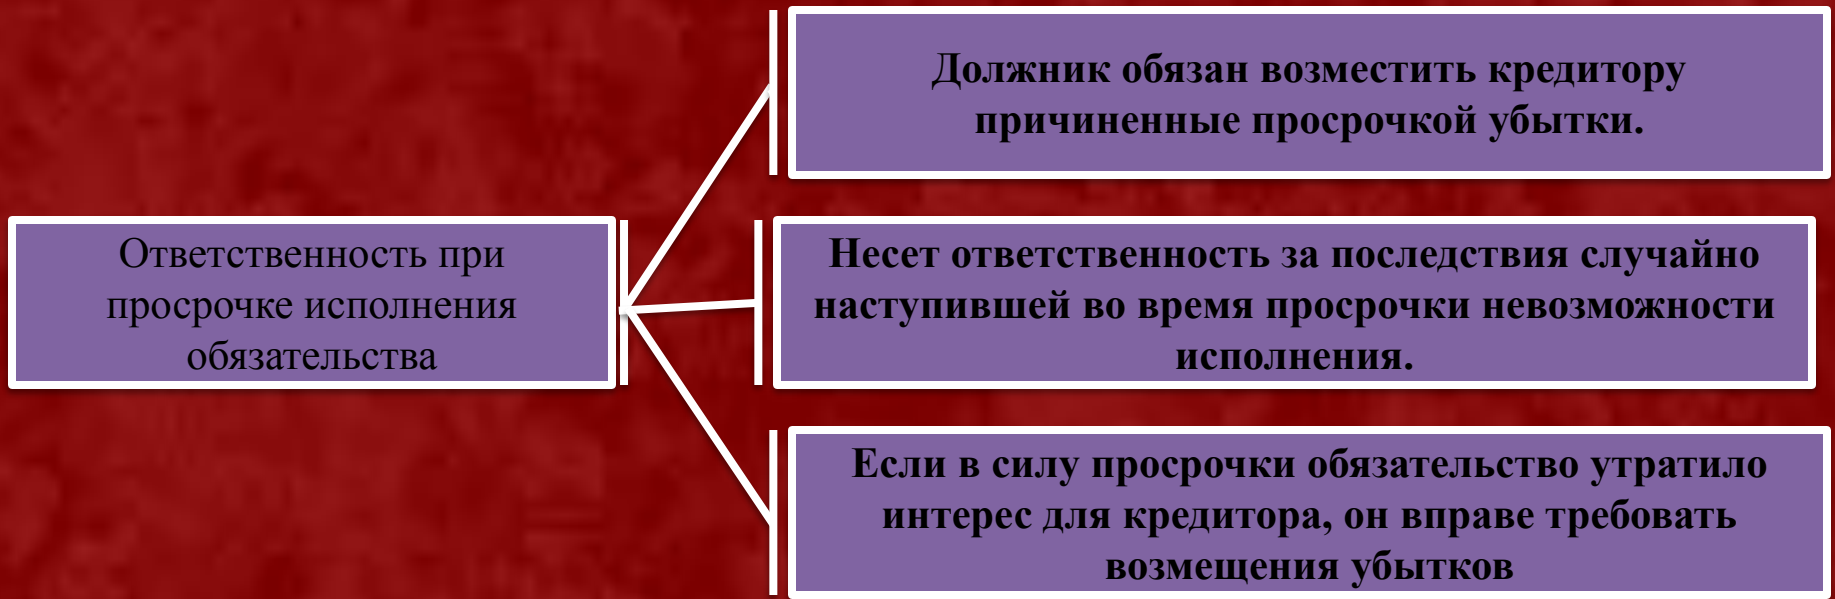 Должник обязан возместить кредитору
причиненные просрочкой убытки.
Ответственность при
просрочке исполнения
обязательства
Несет ответственность за последствия случайно
наступившей во время просрочки невозможности
исполнения.
Если в силу просрочки обязательство утратило
интерес для кредитора, он вправе требовать
возмещения убытков